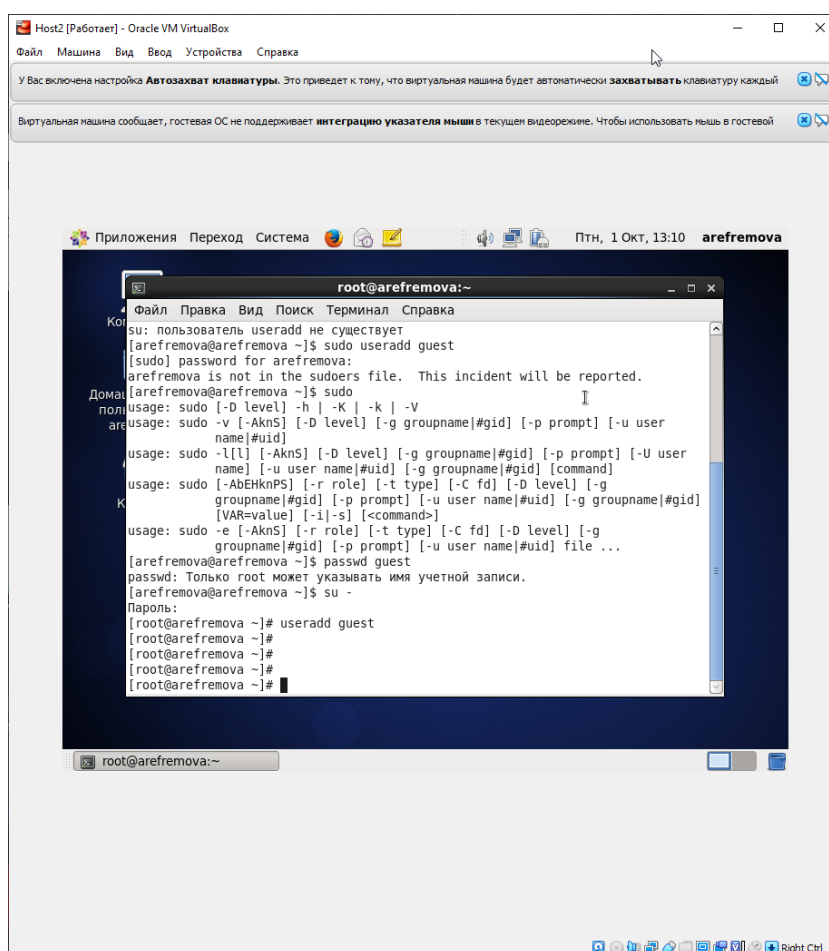 Host2 [Работает] - Oracle VM VirtualBox
Файл Машина Вид Ввод Устройства Справка
У Вас включена настройка Автозахват клавиатуры. Это приведет к тому, что виртуальная машина будет автоматически захватывать клавиатуру каждый
Виртуальная машина сообщает, гостевая ОС не поддерживает интеграцию указателя мыши в текущем видеорежиме. Чтобы использовать мышь в гостевой
Приложения Переход Система Птн, 1 Окт, 13:10 arefremova
root@arefremova:~
Файл Правка Вид Поиск Терминал Справка
su: пользователь useradd не существует
[arefremova@arefremova ~]$ sudo useradd guest
[sudo] password for arefremova:
arefremova is not in the sudoers file.  This incident will be reported.
[arefremova@arefremova ~]$ sudo
usage: sudo [-D level] -h | -K | -k | -V
usage: sudo -v [-AknS] [-D level] [-g groupname|#gid] [-p prompt] [-u user
name|#uid]
usage: sudo -l[l] [-AknS] [-D level] [-g groupname|#gid] [-p prompt] [-U user
name] [-u user name|#uid] [-g groupname|#gid] [command]
usage: sudo [-AbEHknPS] [-r role] [-t type] [-C fd] [-D level] [-g
groupname|#gid] [-p prompt] [-u user name|#uid] [-g groupname|#gid]
[VAR=value] [-i|-s] [<command>]
usage: sudo -e [-AknS] [-r role] [-t type] [-C fd] [-D level] [-g
groupname|#gid] [-p prompt] [-u user name|#uid] file ...
[arefremova@arefremova ~]$ passwd guest
passwd: Только root может указывать имя учетной записи.
[arefremova@arefremova ~]$ su -
Пароль:
[root@arefremova ~]# useradd guest
[root@arefremova ~]#
[root@arefremova ~]#
[root@arefremova ~]#
[root@arefremova ~]#
root@arefremova:~
Right Ctrl